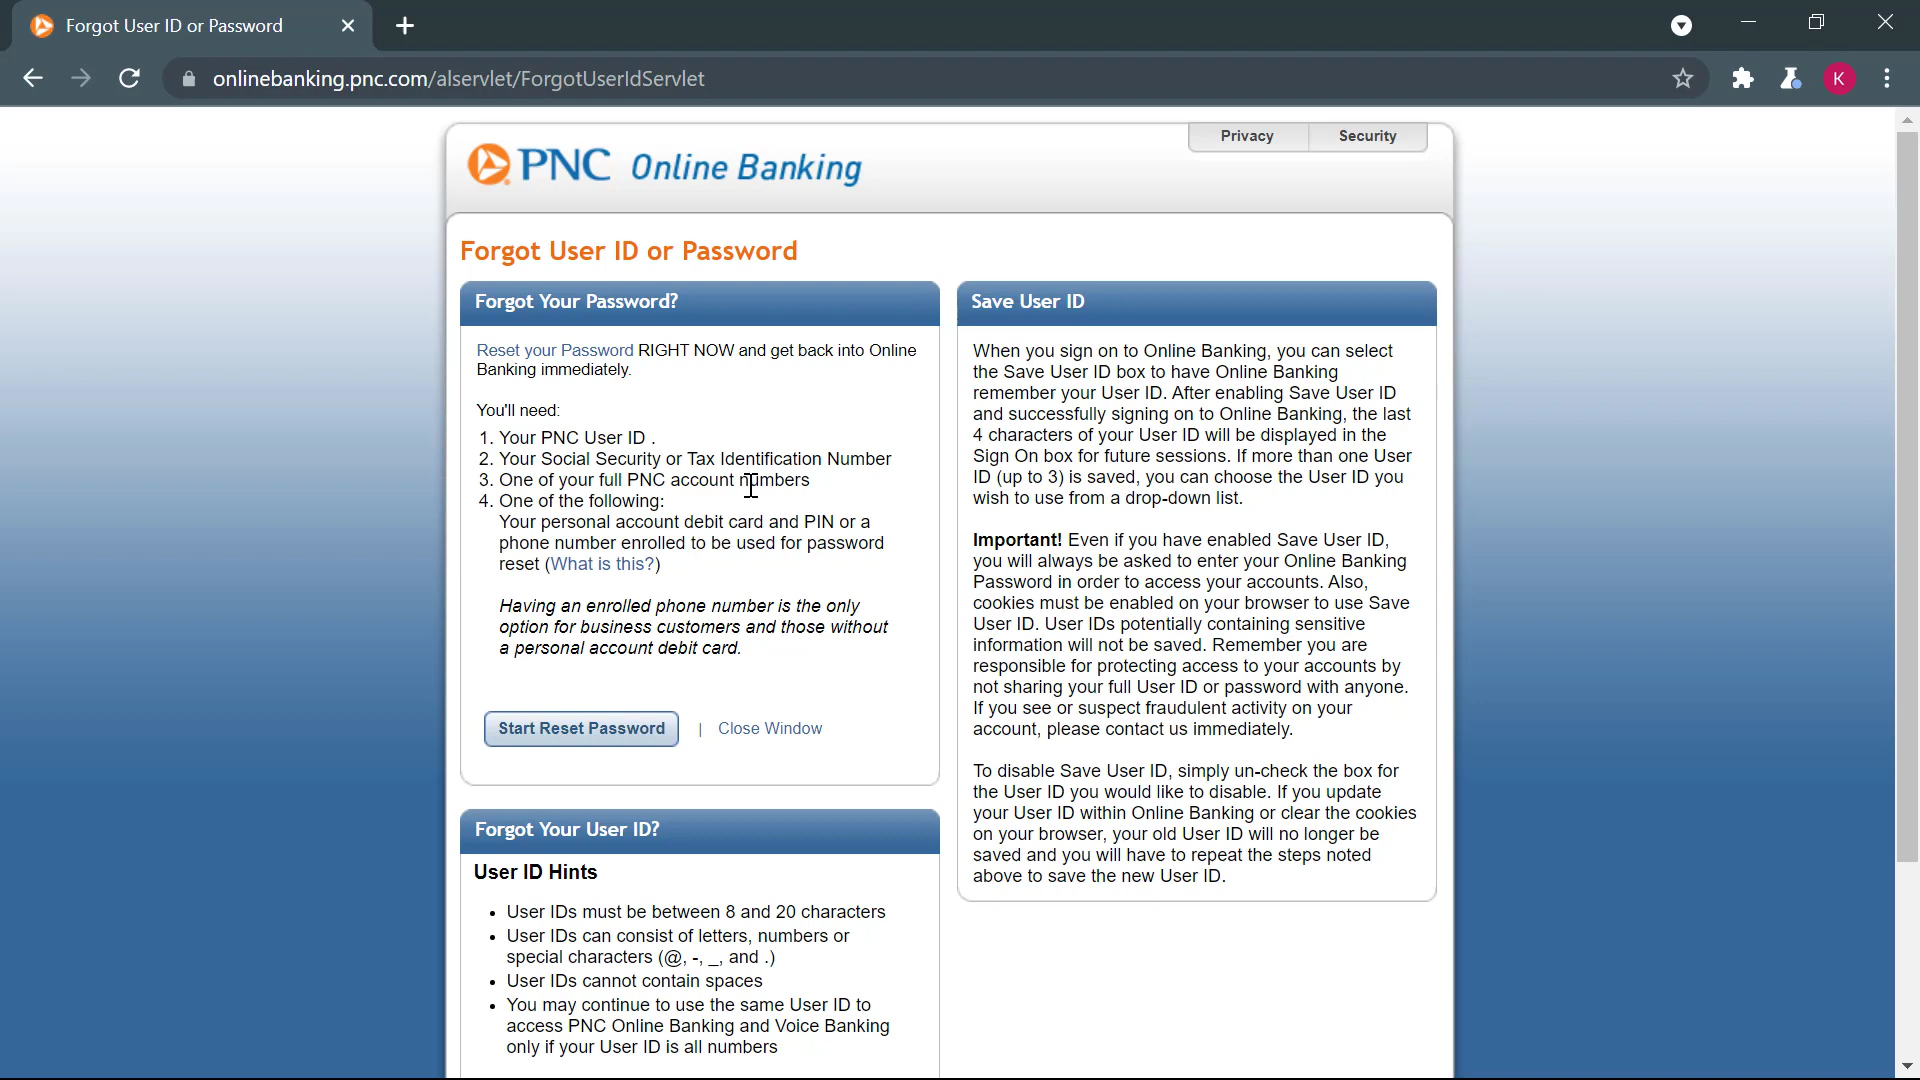 Forgot User ID or Password
onlinebanking.pnc.com/alservlet/ForgotUserIdServlet
K
Privacy
Security
PNC Online Banking
Forgot User ID or Password
Forgot Your Password?
Reset your Password RIGHT NOW and get back into Online
Banking immediately.
You'll need:
1. Your PNC User ID .
2. Your Social Security or Tax Identification Number
3. One of your full PNC account numbers
4. One of the following:
Your personal account debit card and PIN or a
phone number enrolled to be used for password
reset (What is this?)
Having an enrolled phone number is the only
option for business customers and those without
a personal account debit card.
Start Reset Password | Close Window
Forgot Your User ID?
User ID Hints
• User IDs must be between 8 and 20 characters
• User IDs can consist of letters, numbers or
special characters (@, -, _, and .)
• User IDs cannot contain spaces
• You may continue to use the same User ID to
access PNC Online Banking and Voice Banking
only if your User ID is all numbers
Save User ID
When you sign on to Online Banking, you can select
the Save User ID box to have Online Banking
remember your User ID. After enabling Save User ID
and successfully signing on to Online Banking, the last
4 characters of your User ID will be displayed in the
Sign On box for future sessions. If more than one User
ID (up to 3) is saved, you can choose the User ID you
wish to use from a drop-down list.
Important! Even if you have enabled Save User ID,
you will always be asked to enter your Online Banking
Password in order to access your accounts. Also,
cookies must be enabled on your browser to use Save
User ID. User IDs potentially containing sensitive
information will not be saved. Remember you are
responsible for protecting access to your accounts by
not sharing your full User ID or password with anyone.
If you see or suspect fraudulent activity on your
account, please contact us immediately.
To disable Save User ID, simply un-check the box for
the User ID you would like to disable. If you update
your User ID within Online Banking or clear the cookies
on your browser, your old User ID will no longer be
saved and you will have to repeat the steps noted
above to save the new User ID.